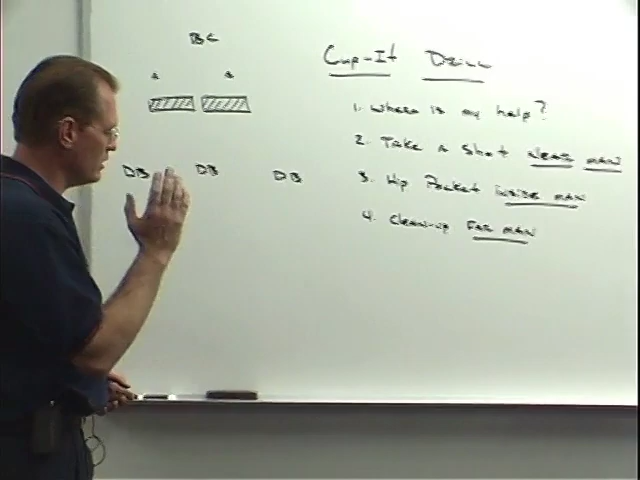 BC
Cup-It Drill
1. Where is my help?
2. Take a Shot Near man
3. Hip Pocket inside man
4. Clean-up Far man
DB DB DB